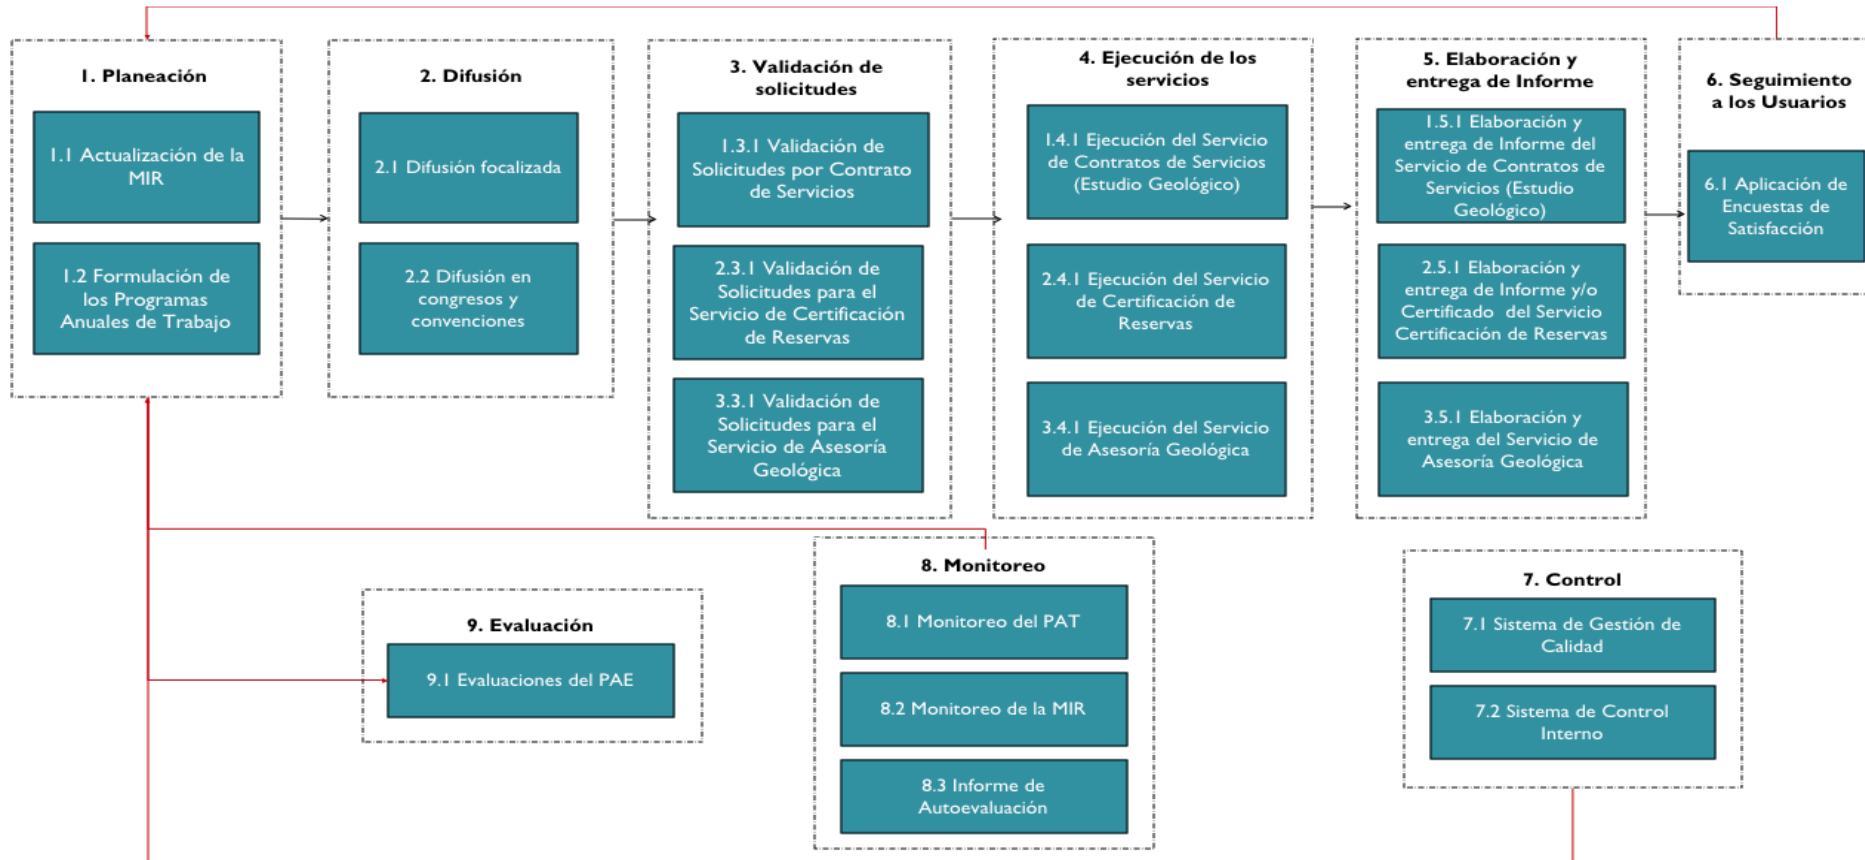 1. Planeación
1.1 Actualización de la
MIR
1.2 Formulación de
los Programas
Anuales de Trabajo
2. Difusión
2.1 Difusión focalizada
2.2 Difusión en
congresos y
convenciones
3. Validación de
solicitudes
1.3.1 Validación de
Solicitudes por Contrato
de Servicios
2.3.1 Validación de
Solicitudes para el
Servicio de Certificación
de Reservas
3.3.1 Validación de
Solicitudes para el
Servicio de Asesoría
Geológica
4. Ejecución de los
servicios
1.4.1 Ejecución del Servicio
de Contratos de Servicios
(Estudio Geológico)
2.4.1 Ejecución del Servicio
de Certificación de
Reservas
3.4.1 Ejecución del Servicio
de Asesoría Geológica
5. Elaboración y
entrega de Informe
1.5.1 Elaboración y
entrega de Informe del
Servicio de Contratos de
Servicios (Estudio
Geológico)
2.5.1 Elaboración y
entrega de Informe y/o
Certificado del Servicio
Certificación de Reservas
3.5.1 Elaboración y
entrega del Servicio de
Asesoría Geológica
6. Seguimiento
a los Usuarios
6.1 Aplicación de
Encuestas de
Satisfacción
9. Evaluación
9.1 Evaluaciones del PAE
8. Monitoreo
8.1 Monitoreo del PAT
8.2 Monitoreo de la MIR
8.3 Informe de
Autoevaluación
7. Control
7.1 Sistema de Gestión de
Calidad
7.2 Sistema de Control
Interno